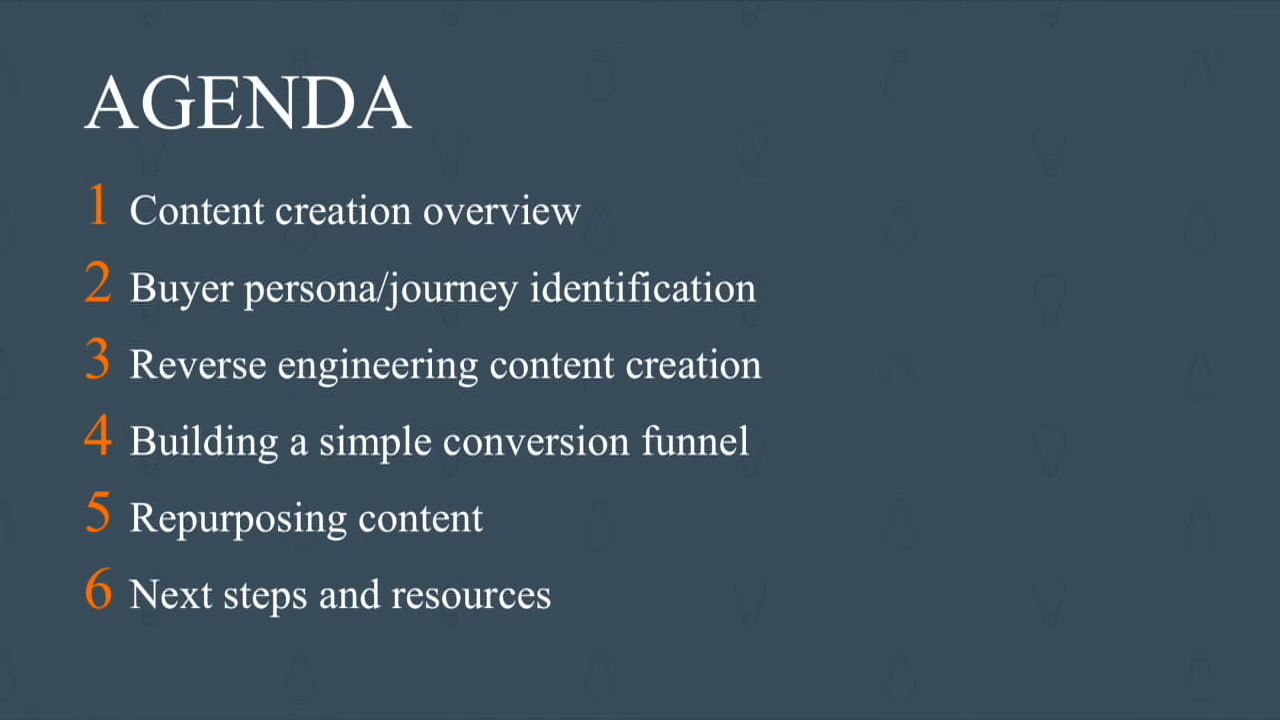 AGENDA
1 Content creation overview
2 Buyer persona/journey identification
3 Reverse engineering content creation
4 Building a simple conversion funnel
5 Repurposing content
6 Next steps and resources